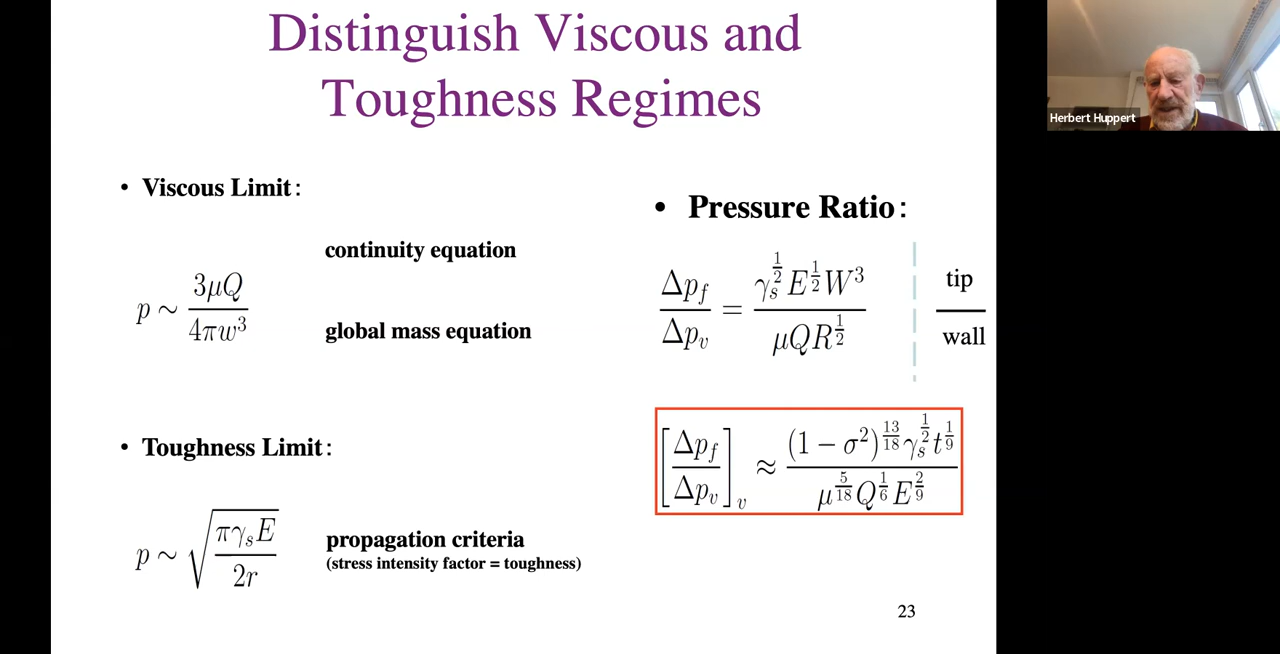 Distinguish Viscous and
Toughness Regimes
• Viscous Limit:
continuity equation
p ~ 3μQ / 4πw³
global mass equation
• Toughness Limit:
p ~ √(πγₛE / 2r)
propagation criteria
(stress intensity factor = toughness)
• Pressure Ratio:
Δp_f / Δp_v = γₛ^{1/2} E^{1/2} W³ / μQR^{1/2}
tip
wall
[Δp_f / Δp_v]_v ≈ (1 − σ²)^{13/18} γₛ^{1/2} t^{1/9} / μ^{5/18} Q^{1/6} E^{2/9}
23
Herbert Huppert